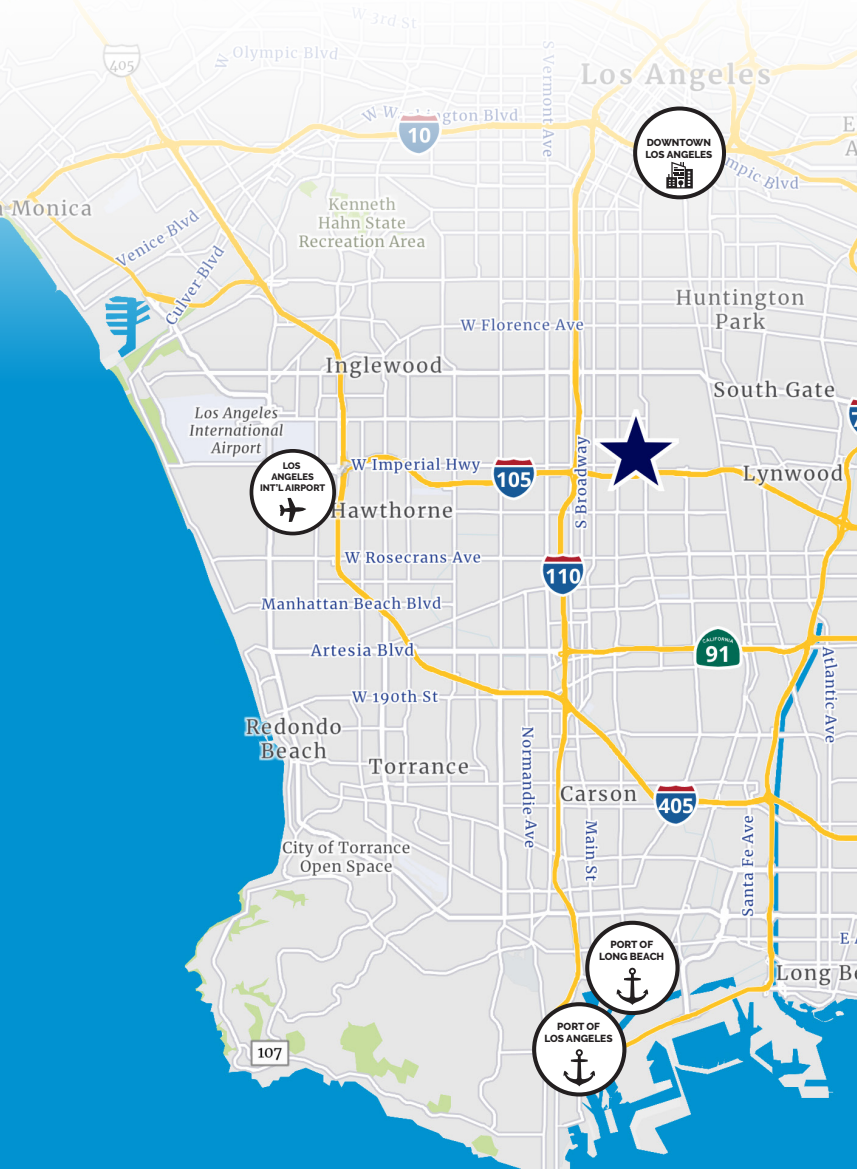 W 3rd St
405
W Olympic Blvd
S Vermont Ave
Los Angeles
W Washington Blvd
10
DOWNTOWN
LOS ANGELES
a Monica
Kenneth
Hahn State
Recreation Area
Venice Blvd
Culver Blvd
Huntington
Park
W Florence Ave
Inglewood
South Gate
Los Angeles
International
Airport
LOS
ANGELES
INT'L AIRPORT
W Imperial Hwy
105
S Broadway
Lynwood
Hawthorne
W Rosecrans Ave
110
Manhattan Beach Blvd
Artesia Blvd
CALIFORNIA
91
Atlantic Ave
W 190th St
Redondo
Beach
Torrance
Normandie Ave
Carson
405
Main St
Santa Fe Ave
City of Torrance
Open Space
PORT OF
LONG BEACH
E A
Long Be
PORT OF
LOS ANGELES
107